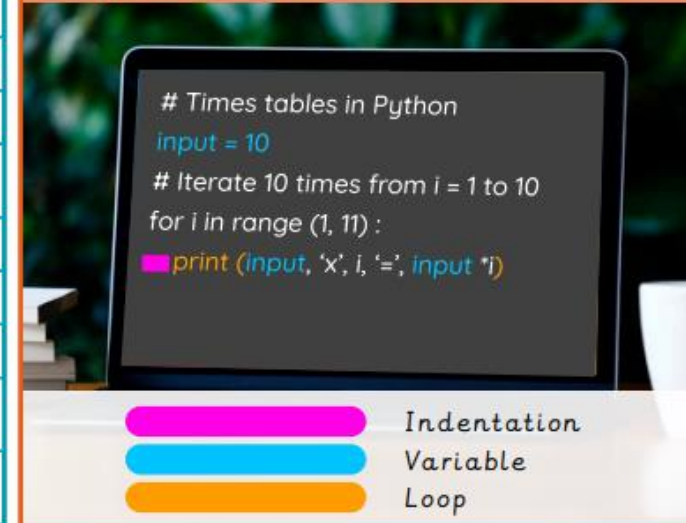 # Times tables in Python
input = 10
# Iterate 10 times from i = 1 to 10
for i in range (1, 11) :
print (input, ‘x’, i, ‘=’, input *i)
Indentation
Variable
Loop